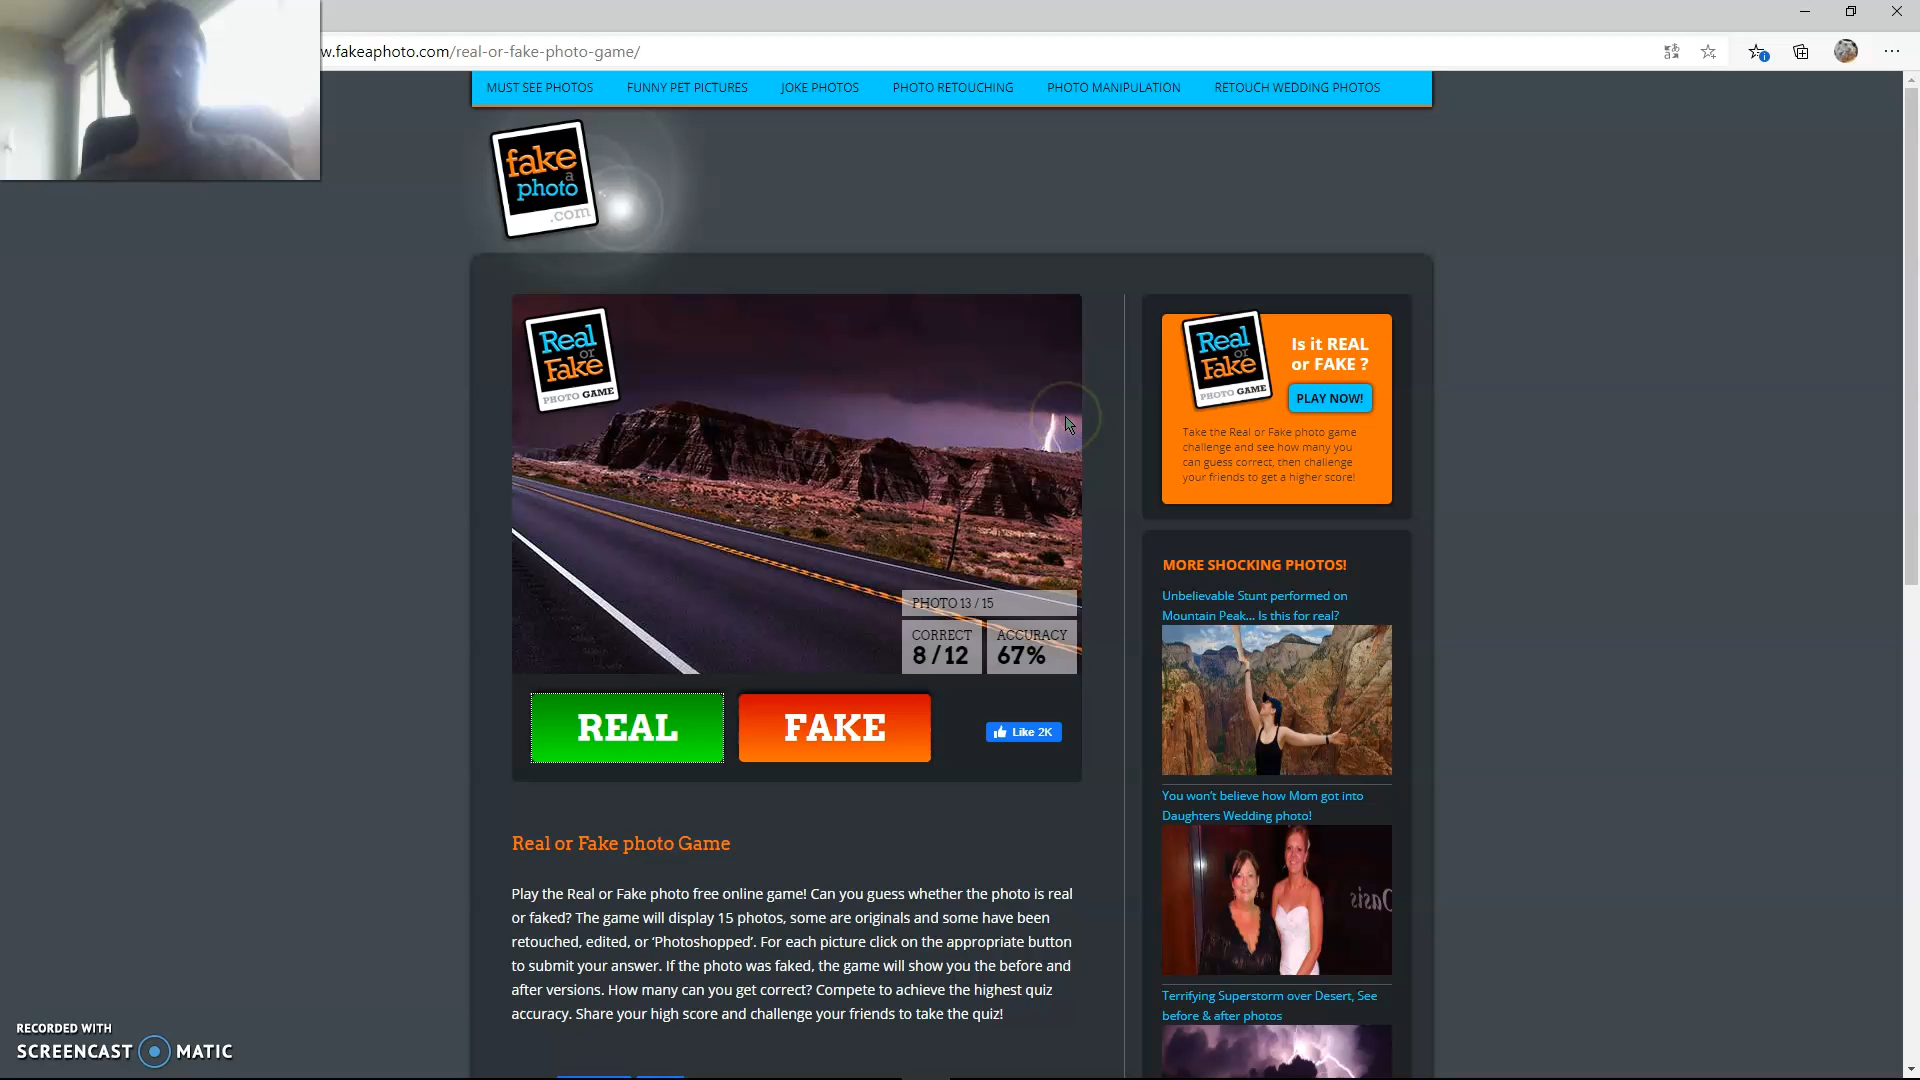 w.fakeaphoto.com/real-or-fake-photo-game/
MUST SEE PHOTOS FUNNY PET PICTURES JOKE PHOTOS PHOTO RETOUCHING PHOTO MANIPULATION RETOUCH WEDDING PHOTOS
fake
a
photo
.com
Real
or
Fake
PHOTO GAME
PHOTO 13 / 15
CORRECT
8 / 12
ACCURACY
67%
REAL
FAKE
Like 2K
Real or Fake photo Game
Play the Real or Fake photo free online game! Can you guess whether the photo is real
or faked? The game will display 15 photos, some are originals and some have been
retouched, edited, or ‘Photoshopped’. For each picture click on the appropriate button
to submit your answer. If the photo was faked, the game will show you the before and
after versions. How many can you get correct? Compete to achieve the highest quiz
accuracy. Share your high score and challenge your friends to take the quiz!
Real
or
Fake
PHOTO GAME
Is it REAL
or FAKE ?
PLAY NOW!
Take the Real or Fake photo game
challenge and see how many you
can guess correct, then challenge
your friends to get a higher score!
MORE SHOCKING PHOTOS!
Unbelievable Stunt performed on
Mountain Peak... Is this for real?
You won’t believe how Mom got into
Daughters Wedding photo!
Oasis
Terrifying Superstorm over Desert, See
before & after photos
RECORDED WITH
SCREENCAST MATIC